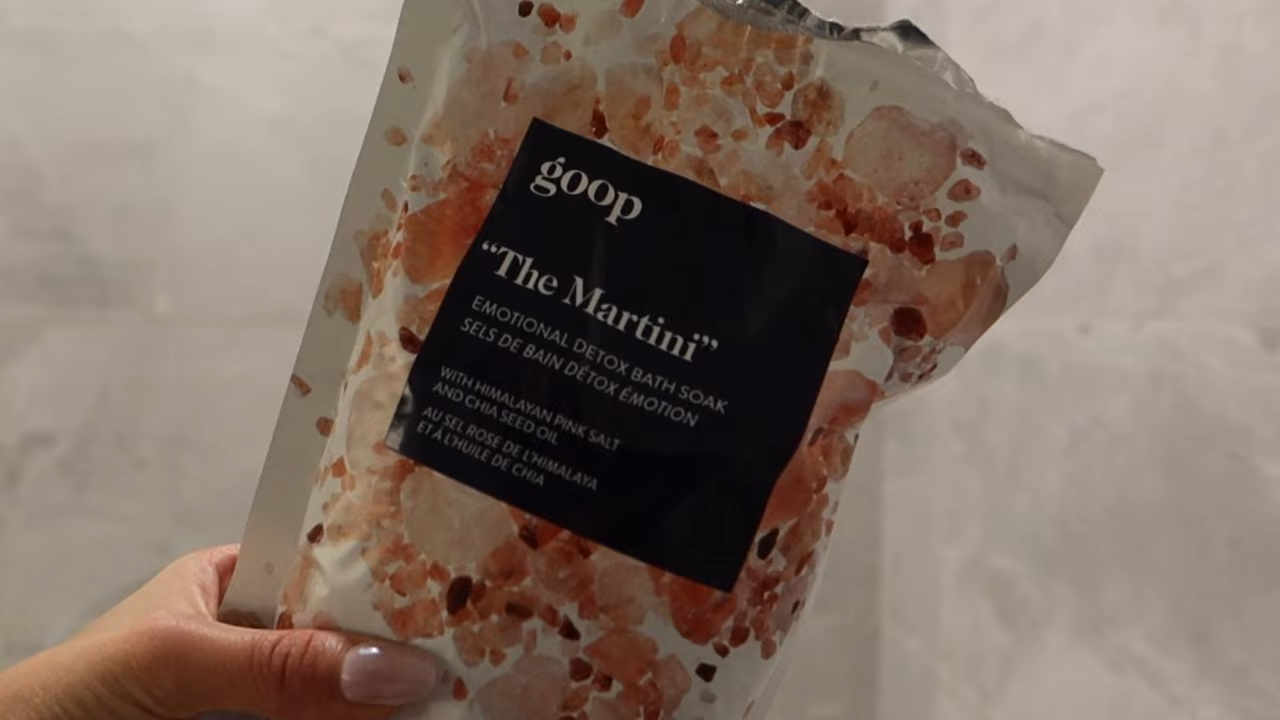 goop
“The Martini”
EMOTIONAL DETOX BATH SOAK
SELS DE BAIN DÉTOX ÉMOTION
WITH HIMALAYAN PINK SALT
AND CHIA SEED OIL
AU SEL ROSE DE L'HIMALAYA
ET À L'HUILE DE CHIA